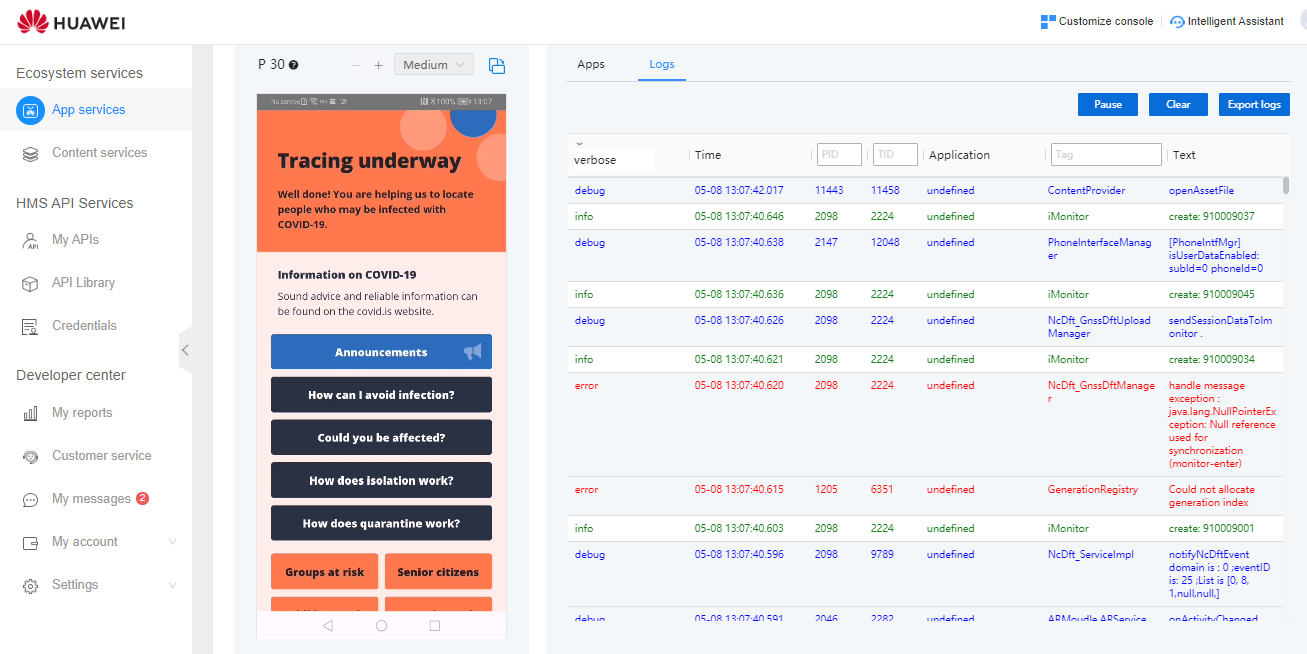 HUAWEI
Customize console
Intelligent Assistant
Ecosystem services
App services
Content services
HMS API Services
My APIs
API Library
Credentials
Developer center
My reports
Customer service
My messages 2
My account
Settings
P 30 ?
− + Medium
No service 100% 13:07
Tracing underway
Well done! You are helping us to locate
people who may be infected with
COVID-19.
Information on COVID-19
Sound advice and reliable information can
be found on the covid.is website.
Announcements
How can I avoid infection?
Could you be affected?
How does isolation work?
How does quarantine work?
Groups at risk Senior citizens
Apps Logs
Pause Clear Export logs
verbose Time PID TID Application Tag Text
debug 05-08 13:07:42.017 11443 11458 undefined ContentProvider openAssetFile
info 05-08 13:07:40.646 2098 2224 undefined iMonitor create: 910009037
debug 05-08 13:07:40.638 2147 12048 undefined PhoneInterfaceManag [PhoneIntfMgr]
er isUserDataEnabled:
subId=0 phoneId=0
info 05-08 13:07:40.636 2098 2224 undefined iMonitor create: 910009045
debug 05-08 13:07:40.626 2098 2224 undefined NcDft_GnssDftUpload sendSessionDataToIm
Manager onitor .
info 05-08 13:07:40.621 2098 2224 undefined iMonitor create: 910009034
error 05-08 13:07:40.620 2098 2224 undefined NcDft_GnssDftManage handle message
r exception :
java.lang.NullPointerEx
ception: Null reference
used for
synchronization
(monitor-enter)
error 05-08 13:07:40.615 1205 6351 undefined GenerationRegistry Could not allocate
generation index
info 05-08 13:07:40.603 2098 2224 undefined iMonitor create: 910009001
debug 05-08 13:07:40.596 2098 9789 undefined NcDft_ServiceImpl notifyNcDftEvent
domain is : 0 ;eventID
is: 25 ;List is [0, 8,
1,null,null,]
debug 05-08 13:07:40.591 2046 2282 undefined ARMoudle.ARService onActivityChanged